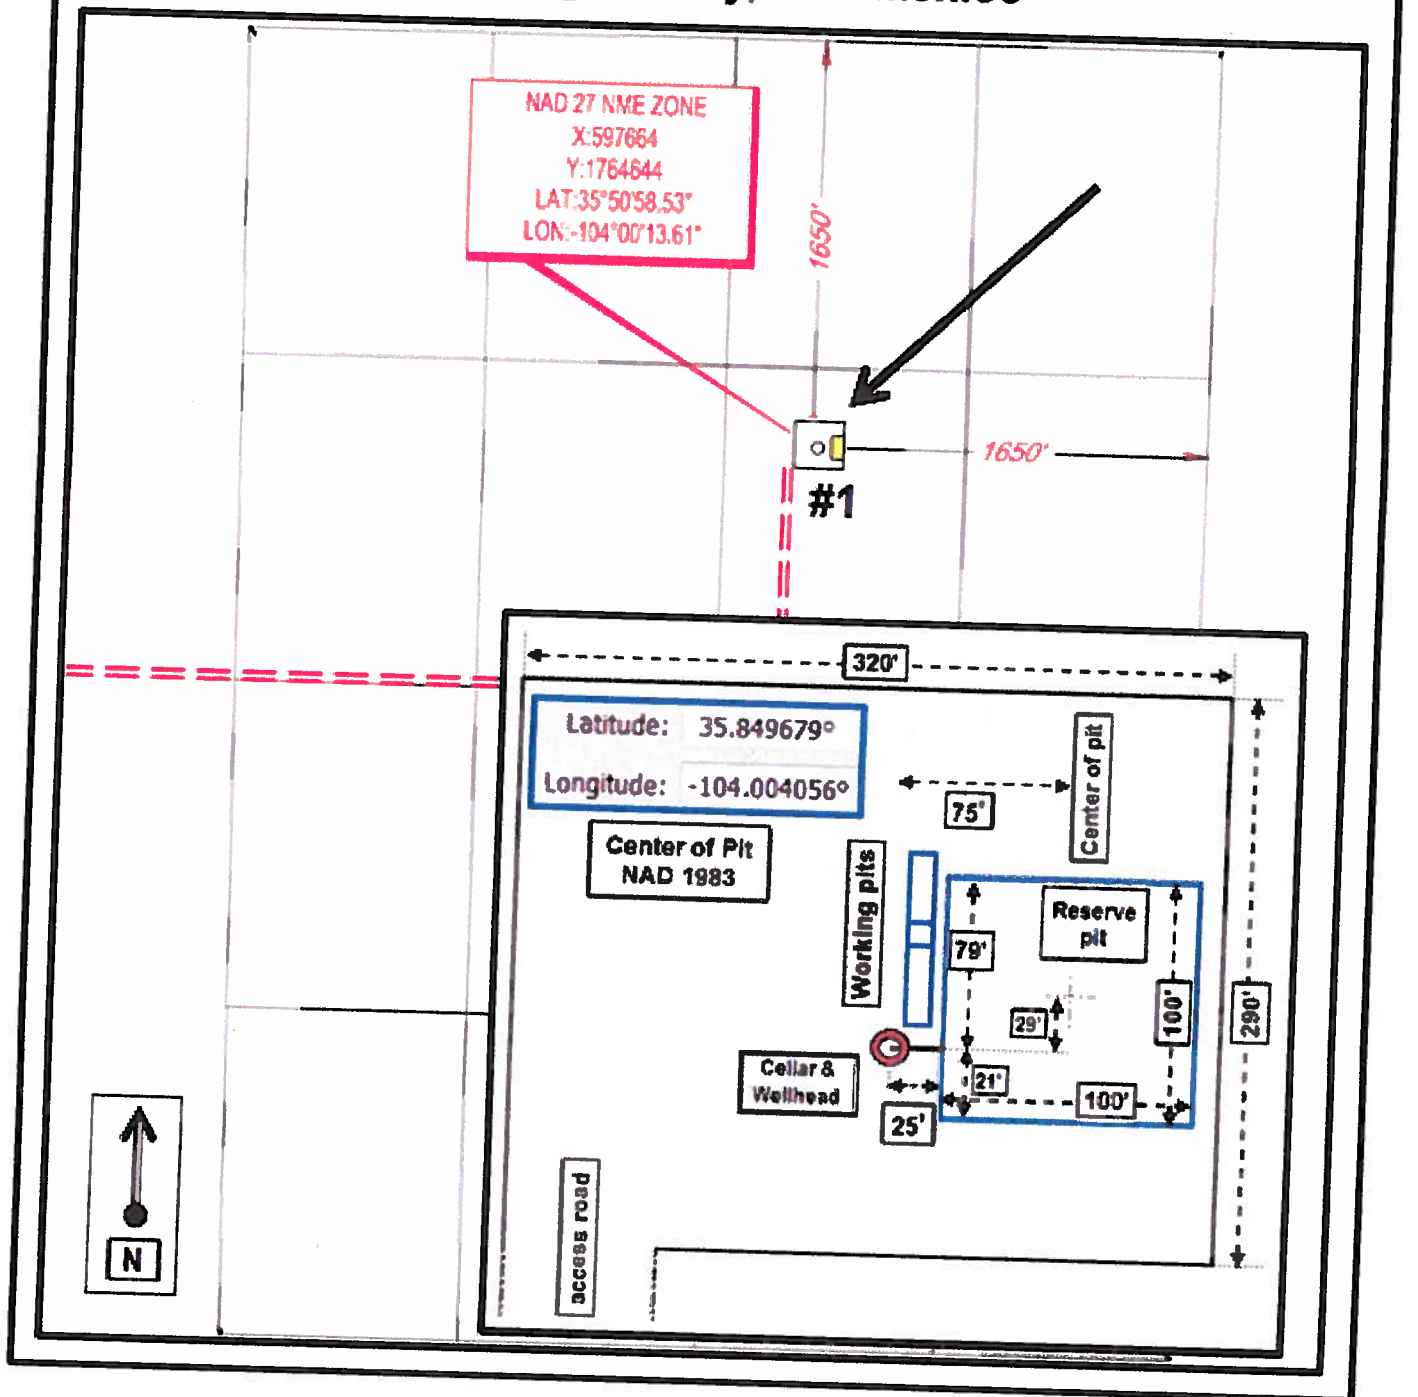 NAD 27 NME ZONE
X:597664
Y:1764644
LAT:35°50'58.53"
LON:-104°00'13.61"
1650'
1650'
#1
320'
Latitude: 35.849679°
Longitude: -104.004056°
Center of Pit
NAD 1983
75'
Center of pit
Working pits
Reserve
pit
79'
29'
100'
290'
Cellar &
Wellhead
21'
100'
25'
access road
N